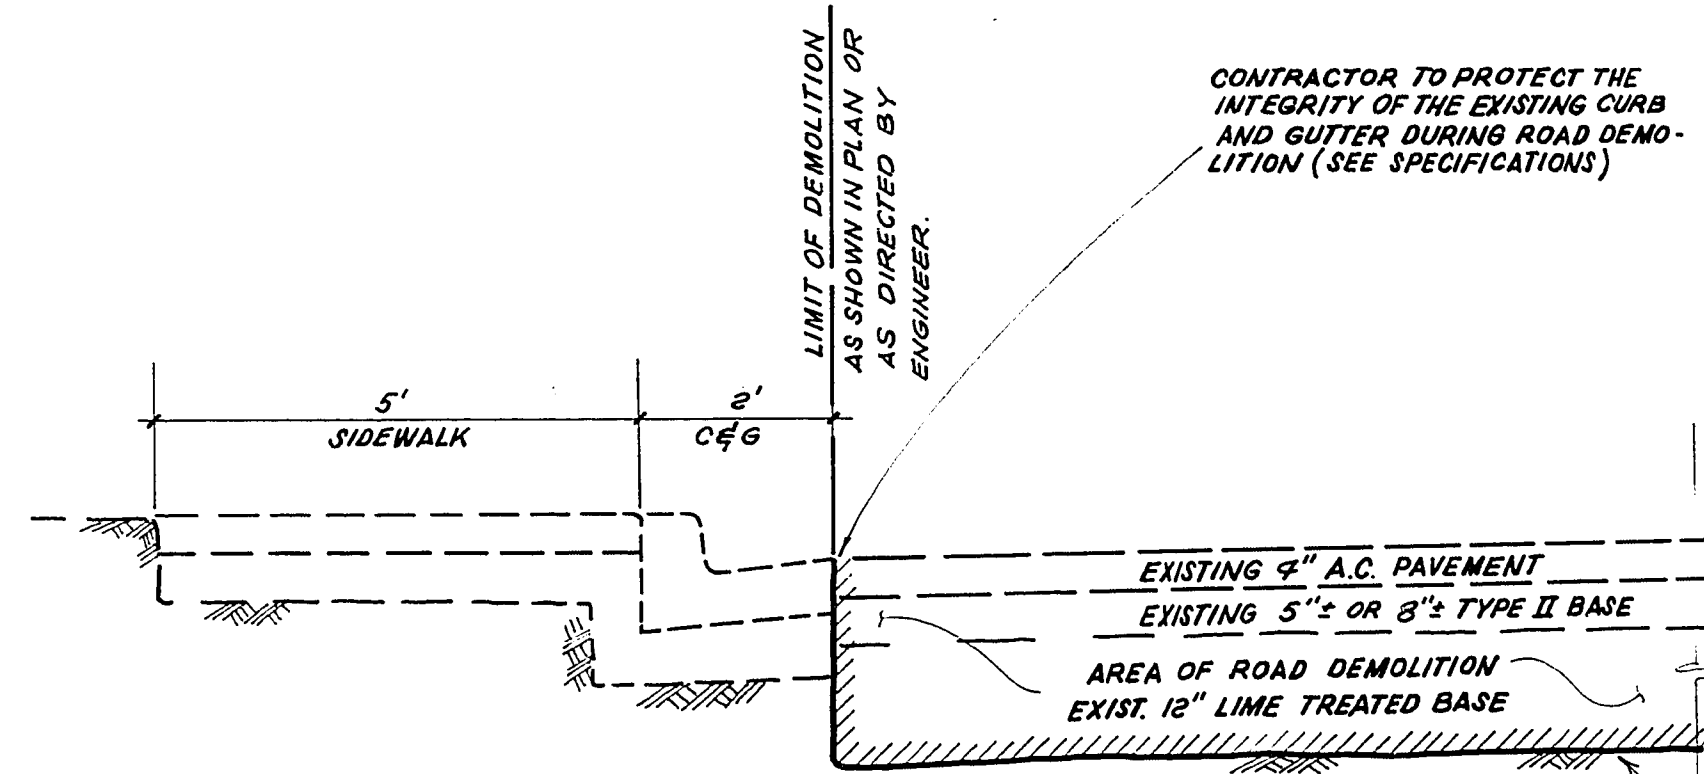 LIMIT OF DEMOLITION
AS SHOWN IN PLAN OR
AS DIRECTED BY
ENGINEER.
CONTRACTOR TO PROTECT THE
INTEGRITY OF THE EXISTING CURB
AND GUTTER DURING ROAD DEMO-
LITION (SEE SPECIFICATIONS)
5'
SIDEWALK
2'
C&G
EXISTING 4" A.C. PAVEMENT
EXISTING 5"± OR 8"± TYPE II BASE
AREA OF ROAD DEMOLITION
EXIST. 12" LIME TREATED BASE